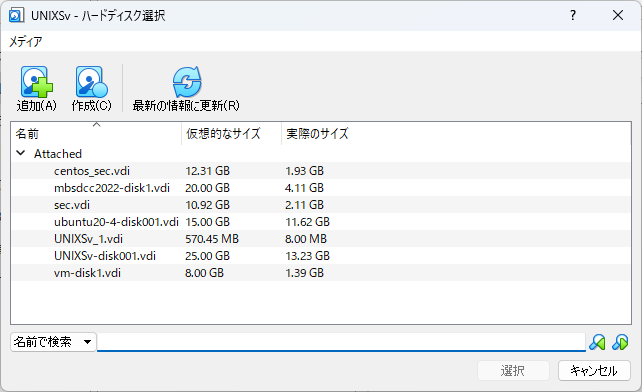 UNIXSv - ハードディスク選択
メディア
追加(A) 作成(C) 最新の情報に更新(R)
名前 仮想的なサイズ 実際のサイズ
Attached
centos_sec.vdi 12.31 GB 1.93 GB
mbsdcc2022-disk1.vdi 20.00 GB 4.11 GB
sec.vdi 10.92 GB 2.11 GB
ubuntu20-4-disk001.vdi 15.00 GB 11.62 GB
UNIXSv_1.vdi 570.45 MB 8.00 MB
UNIXSv-disk001.vdi 25.00 GB 13.23 GB
vm-disk1.vdi 8.00 GB 1.39 GB
名前で検索
選択 キャンセル